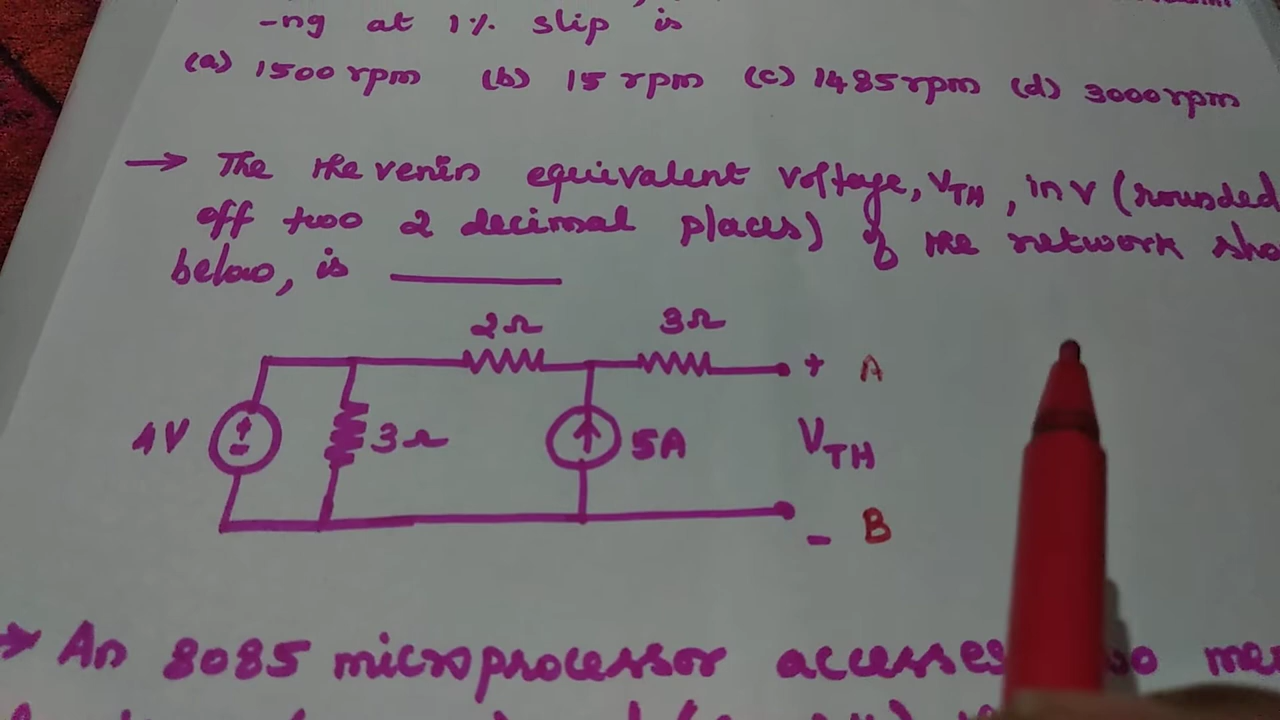 -ng at 1% slip is
(a) 1500 rpm (b) 15 rpm (c) 1485 rpm (d) 3000 rpm
→ The thevenin equivalent voltage, VTH, in V (rounded
off two 2 decimal places) of the network sho
below, is
2Ω 3Ω
+ A
4V 3Ω 5A VTH
- B
→ An 8085 microprocessor accesses